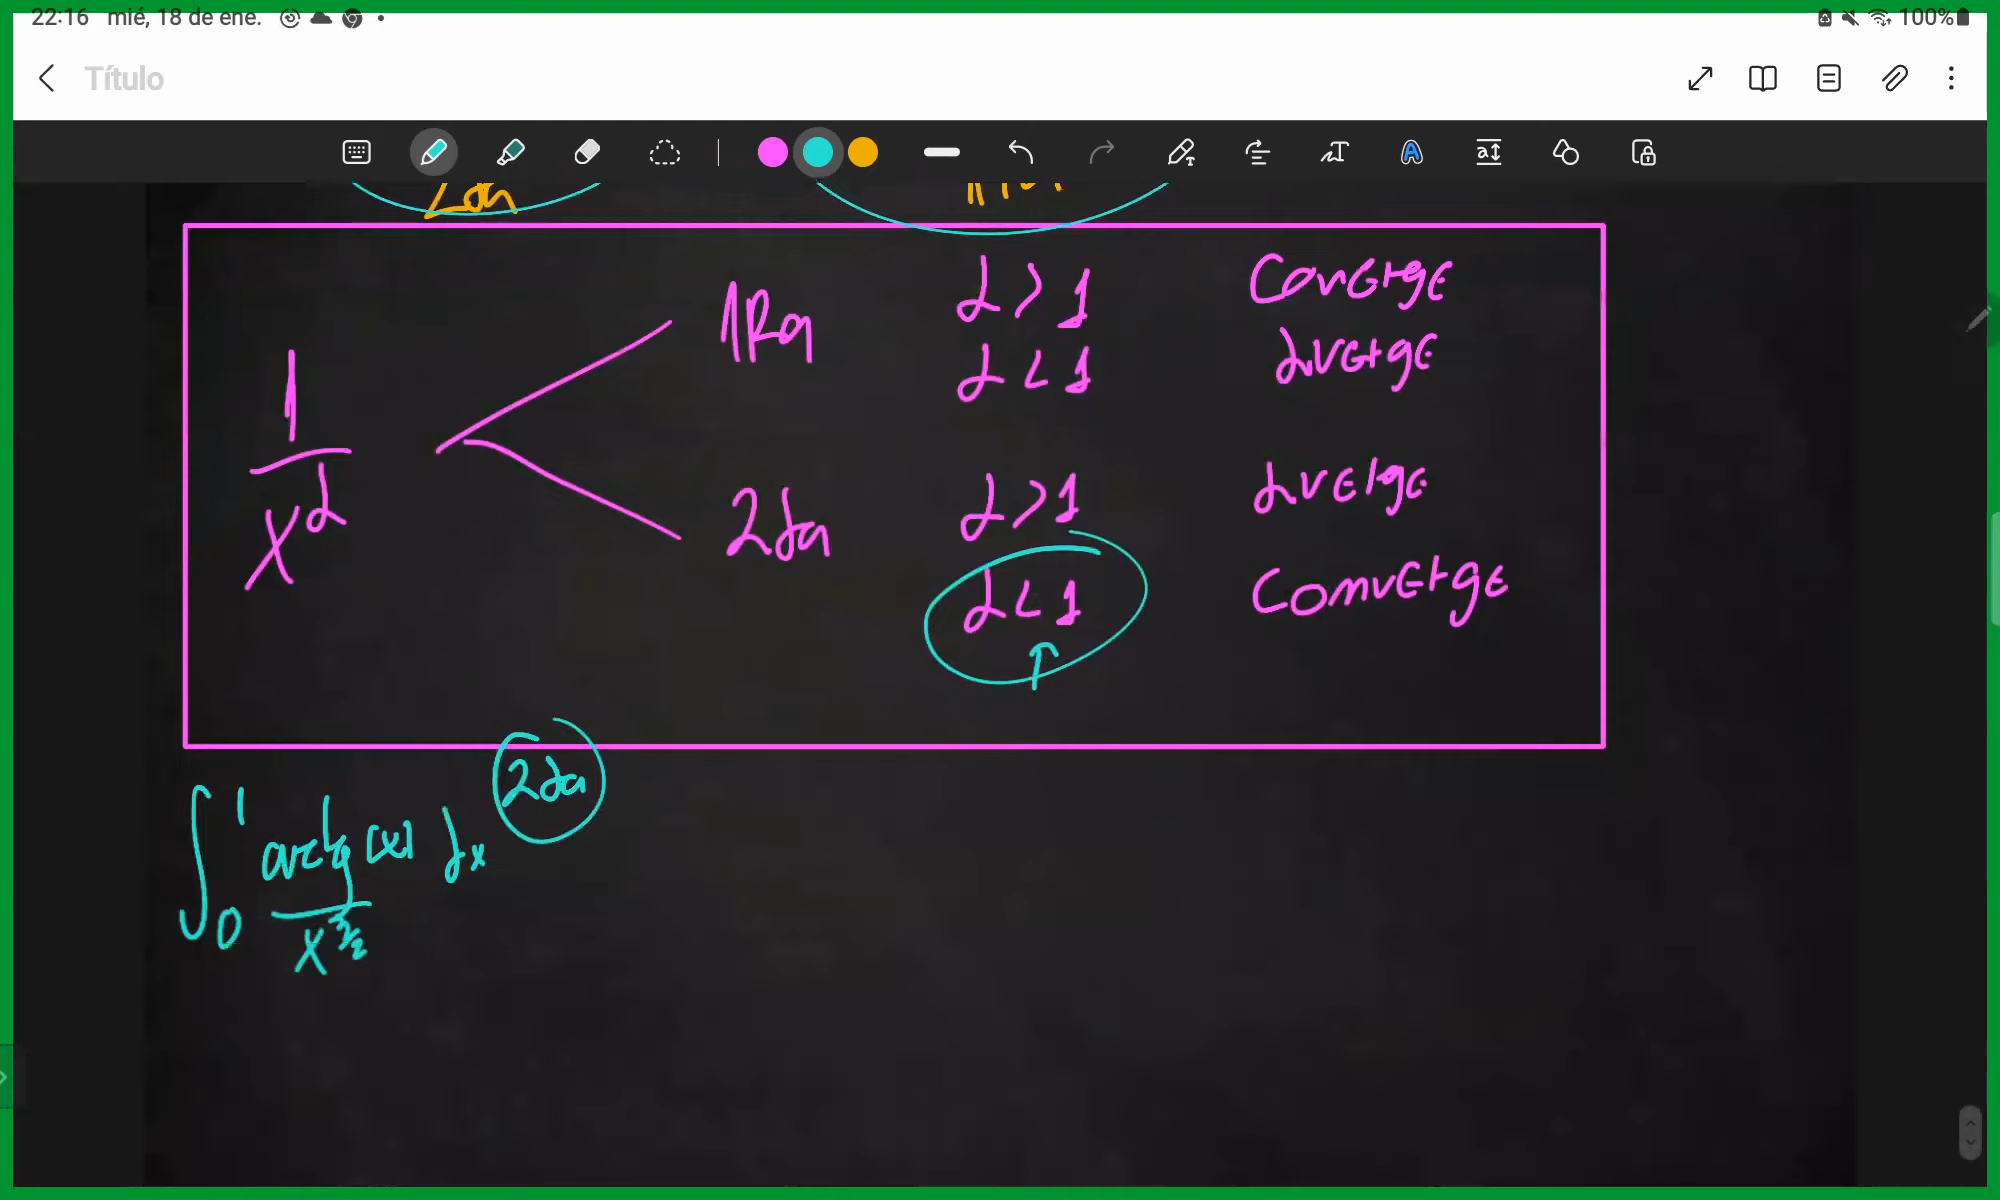 22:16 mié, 18 de ene. 100%
Título
2da
1/x^α
1Ra α > 1 Converge
α < 1 diverge
2da α > 1 diverge
α < 1 Converge
2da
∫₀¹ arctg(x)/x^(3/2) dx